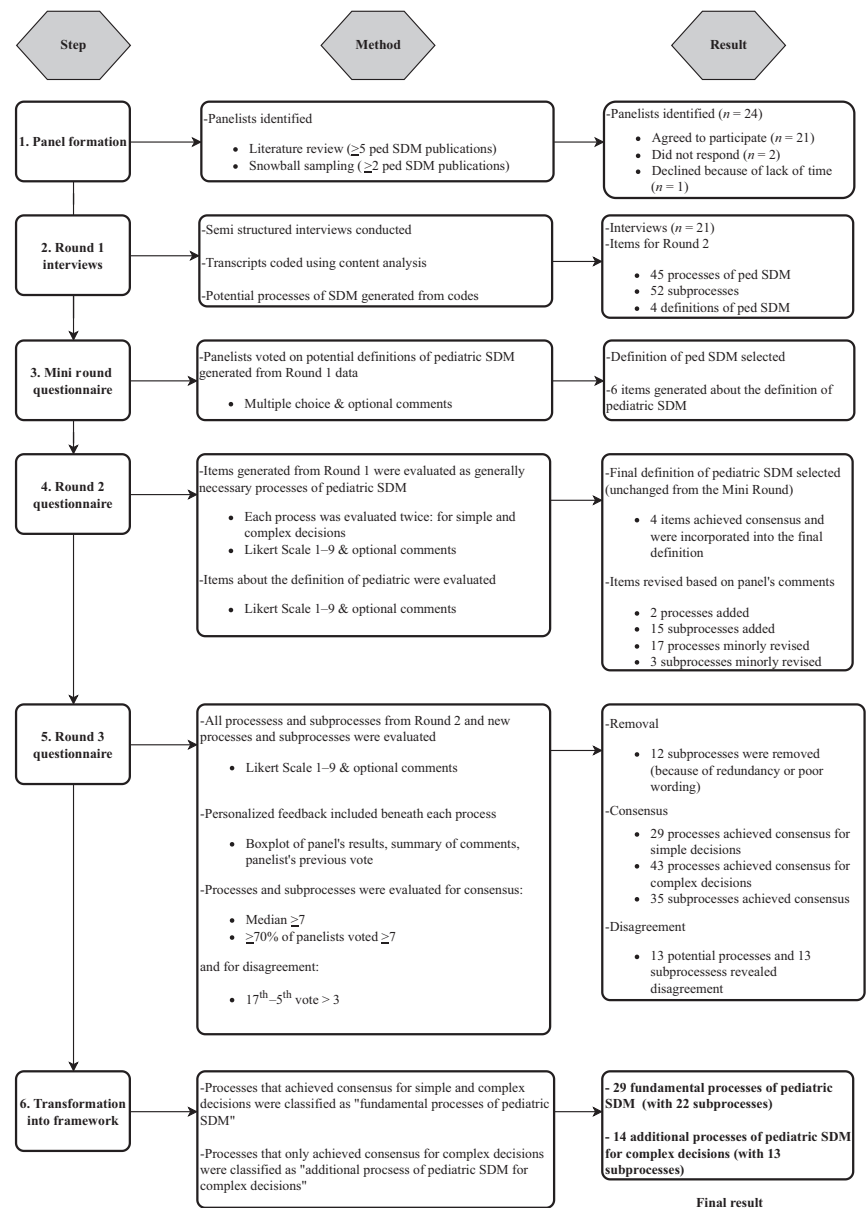 Step
Method
Result
1. Panel formation
-Panelists identified
• Literature review (≥5 ped SDM publications)
• Snowball sampling (≥2 ped SDM publications)
-Panelists identified (n = 24)
• Agreed to participate (n = 21)
• Did not respond (n = 2)
• Declined because of lack of time
(n = 1)
2. Round 1
interviews
-Semi structured interviews conducted
-Transcripts coded using content analysis
-Potential processes of SDM generated from codes
-Interviews (n = 21)
-Items for Round 2
• 45 processes of ped SDM
• 52 subprocesses
• 4 definitions of ped SDM
3. Mini round
questionnaire
-Panelists voted on potential definitions of pediatric SDM
generated from Round 1 data
• Multiple choice & optional comments
-Definition of ped SDM selected
-6 items generated about the definition of
pediatric SDM
4. Round 2
questionnaire
-Items generated from Round 1 were evaluated as generally
necessary processes of pediatric SDM
• Each process was evaluated twice: for simple and
complex decisions
• Likert Scale 1–9 & optional comments
-Items about the definition of pediatric were evaluated
• Likert Scale 1–9 & optional comments
-Final definition of pediatric SDM selected
(unchanged from the Mini Round)
• 4 items achieved consensus and
were incorporated into the final
definition
-Items revised based on panel's comments
• 2 processes added
• 15 subprocesses added
• 17 processes minorly revised
• 3 subprocesses minorly revised
5. Round 3
questionnaire
-All processess and subprocesses from Round 2 and new
processes and subprocesses were evaluated
• Likert Scale 1–9 & optional comments
-Personalized feedback included beneath each process
• Boxplot of panel's results, summary of comments,
panelist's previous vote
-Processes and subprocesses were evaluated for consensus:
• Median ≥7
• ≥70% of panelists voted ≥7
and for disagreement:
• 17th–5th vote > 3
-Removal
• 12 subprocesses were removed
(because of redundancy or poor
wording)
-Consensus
• 29 processes achieved consensus for
simple decisions
• 43 processes achieved consensus for
complex decisions
• 35 subprocesses achieved consensus
-Disagreement
• 13 potential processes and 13
subprocessess revealed
disagreement
6. Transformation
into framework
-Processes that achieved consensus for simple and complex
decisions were classified as "fundamental processes of pediatric
SDM"
-Processes that only achieved consensus for complex decisions
were classified as "additional procsess of pediatric SDM for
complex decisions"
- 29 fundamental processes of pediatric
SDM (with 22 subprocesses)
- 14 additional processes of pediatric SDM
for complex decisions (with 13
subprocesses)
Final result